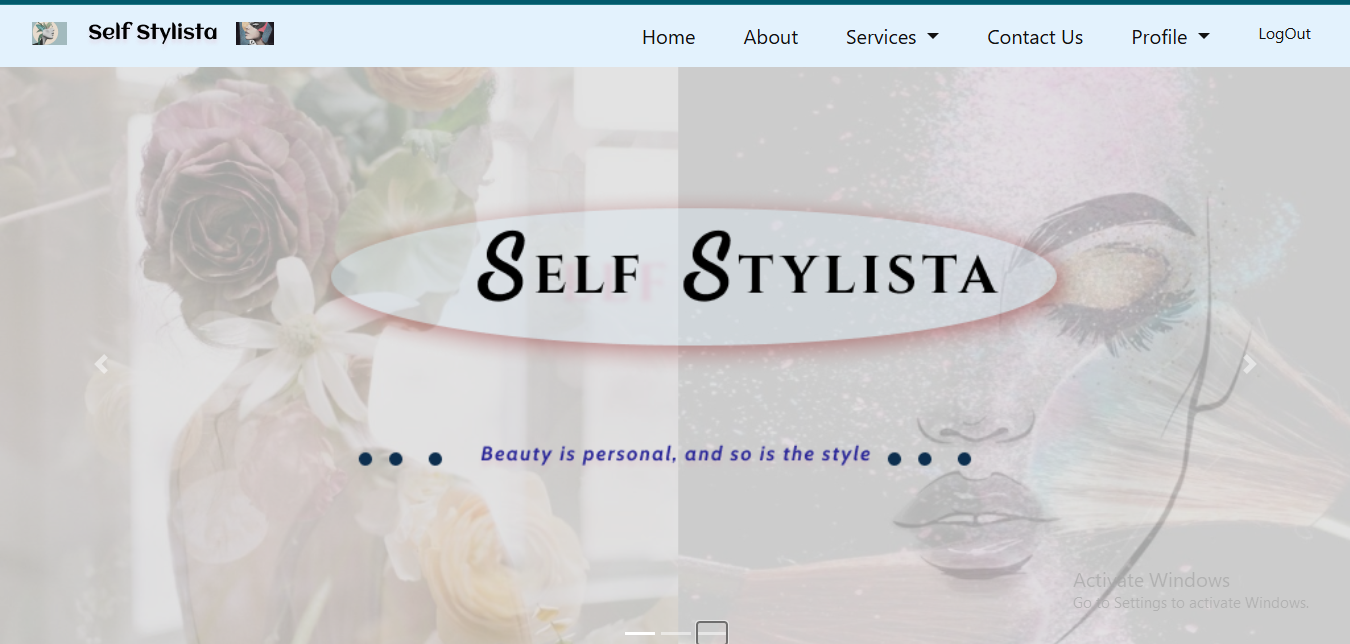 Self Stylista
Home About Services Contact Us Profile LogOut
Self Stylista
Beauty is personal, and so is the style
Activate Windows
Go to Settings to activate Windows.